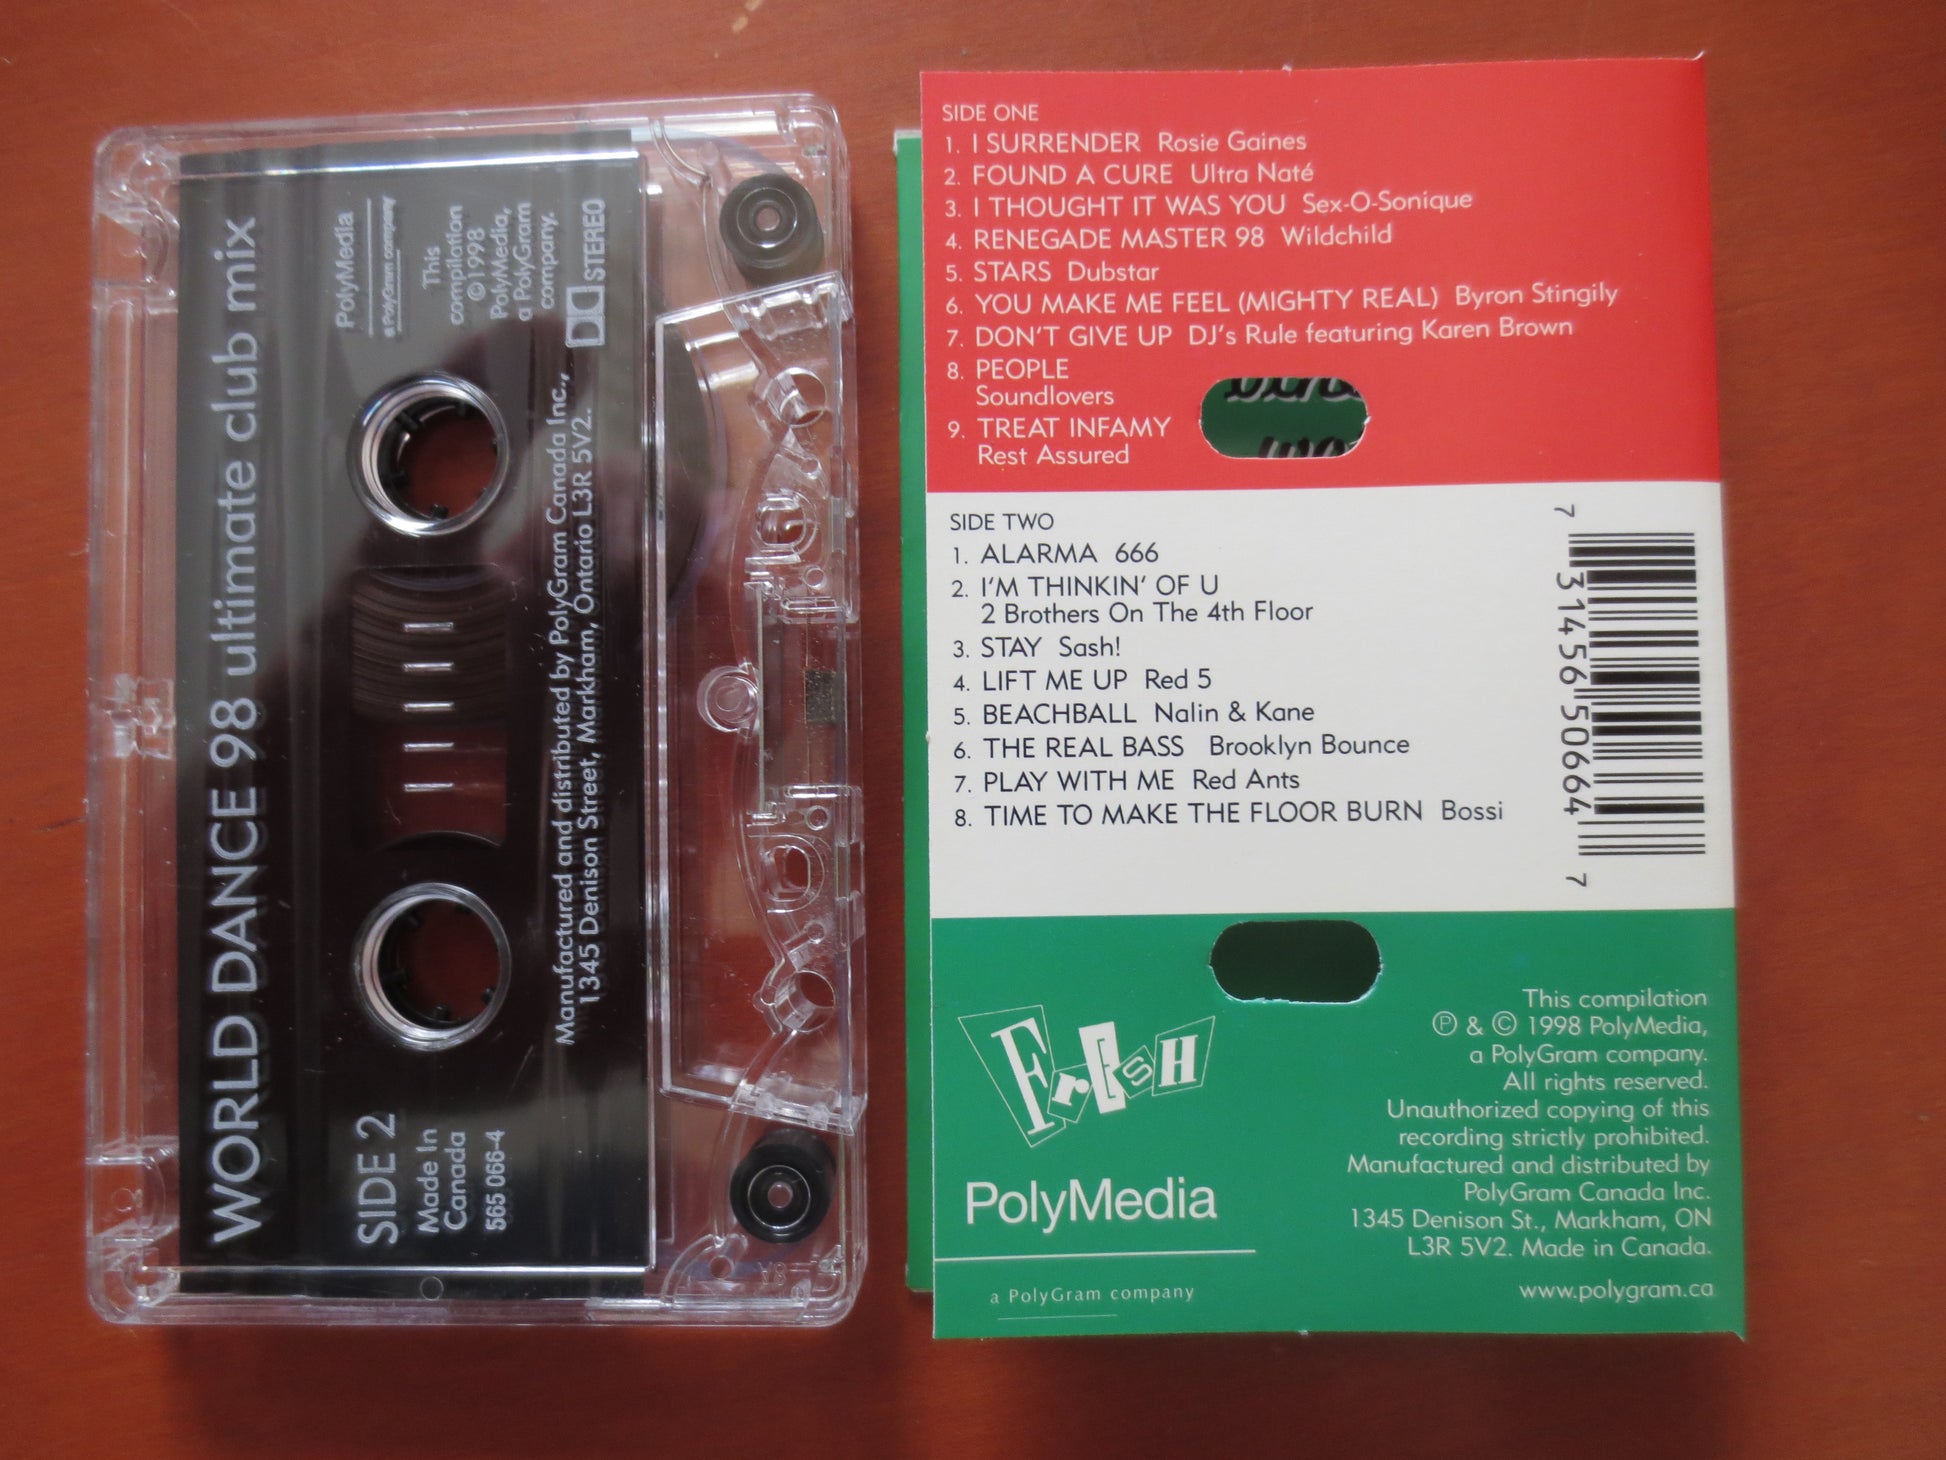 WORLD DANCE 98 ultimate club mix
SIDE 2
Made In
Canada
565 066-4
PolyMedia
a PolyGram company
This
compilation
©1998
PolyMedia,
a PolyGram
company.
STEREO
Manufactured and distributed by PolyGram Canada Inc.,
1345 Denison Street, Markham, Ontario L3R 5V2.
SIDE ONE
1. I SURRENDER Rosie Gaines
2. FOUND A CURE Ultra Naté
3. I THOUGHT IT WAS YOU Sex-O-Sonique
4. RENEGADE MASTER 98 Wildchild
5. STARS Dubstar
6. YOU MAKE ME FEEL (MIGHTY REAL) Byron Stingily
7. DON'T GIVE UP DJ's Rule featuring Karen Brown
8. PEOPLE
Soundlovers
9. TREAT INFAMY
Rest Assured
SIDE TWO
1. ALARMA 666
2. I'M THINKIN' OF U
2 Brothers On The 4th Floor
3. STAY Sash!
4. LIFT ME UP Red 5
5. BEACHBALL Nalin & Kane
6. THE REAL BASS Brooklyn Bounce
7. PLAY WITH ME Red Ants
8. TIME TO MAKE THE FLOOR BURN Bossi
7 31456 50664 7
FrEsH
PolyMedia
a PolyGram company
This compilation
℗ & © 1998 PolyMedia,
a PolyGram company.
All rights reserved.
Unauthorized copying of this
recording strictly prohibited.
Manufactured and distributed by
PolyGram Canada Inc.
1345 Denison St., Markham, ON
L3R 5V2. Made in Canada.
www.polygram.ca